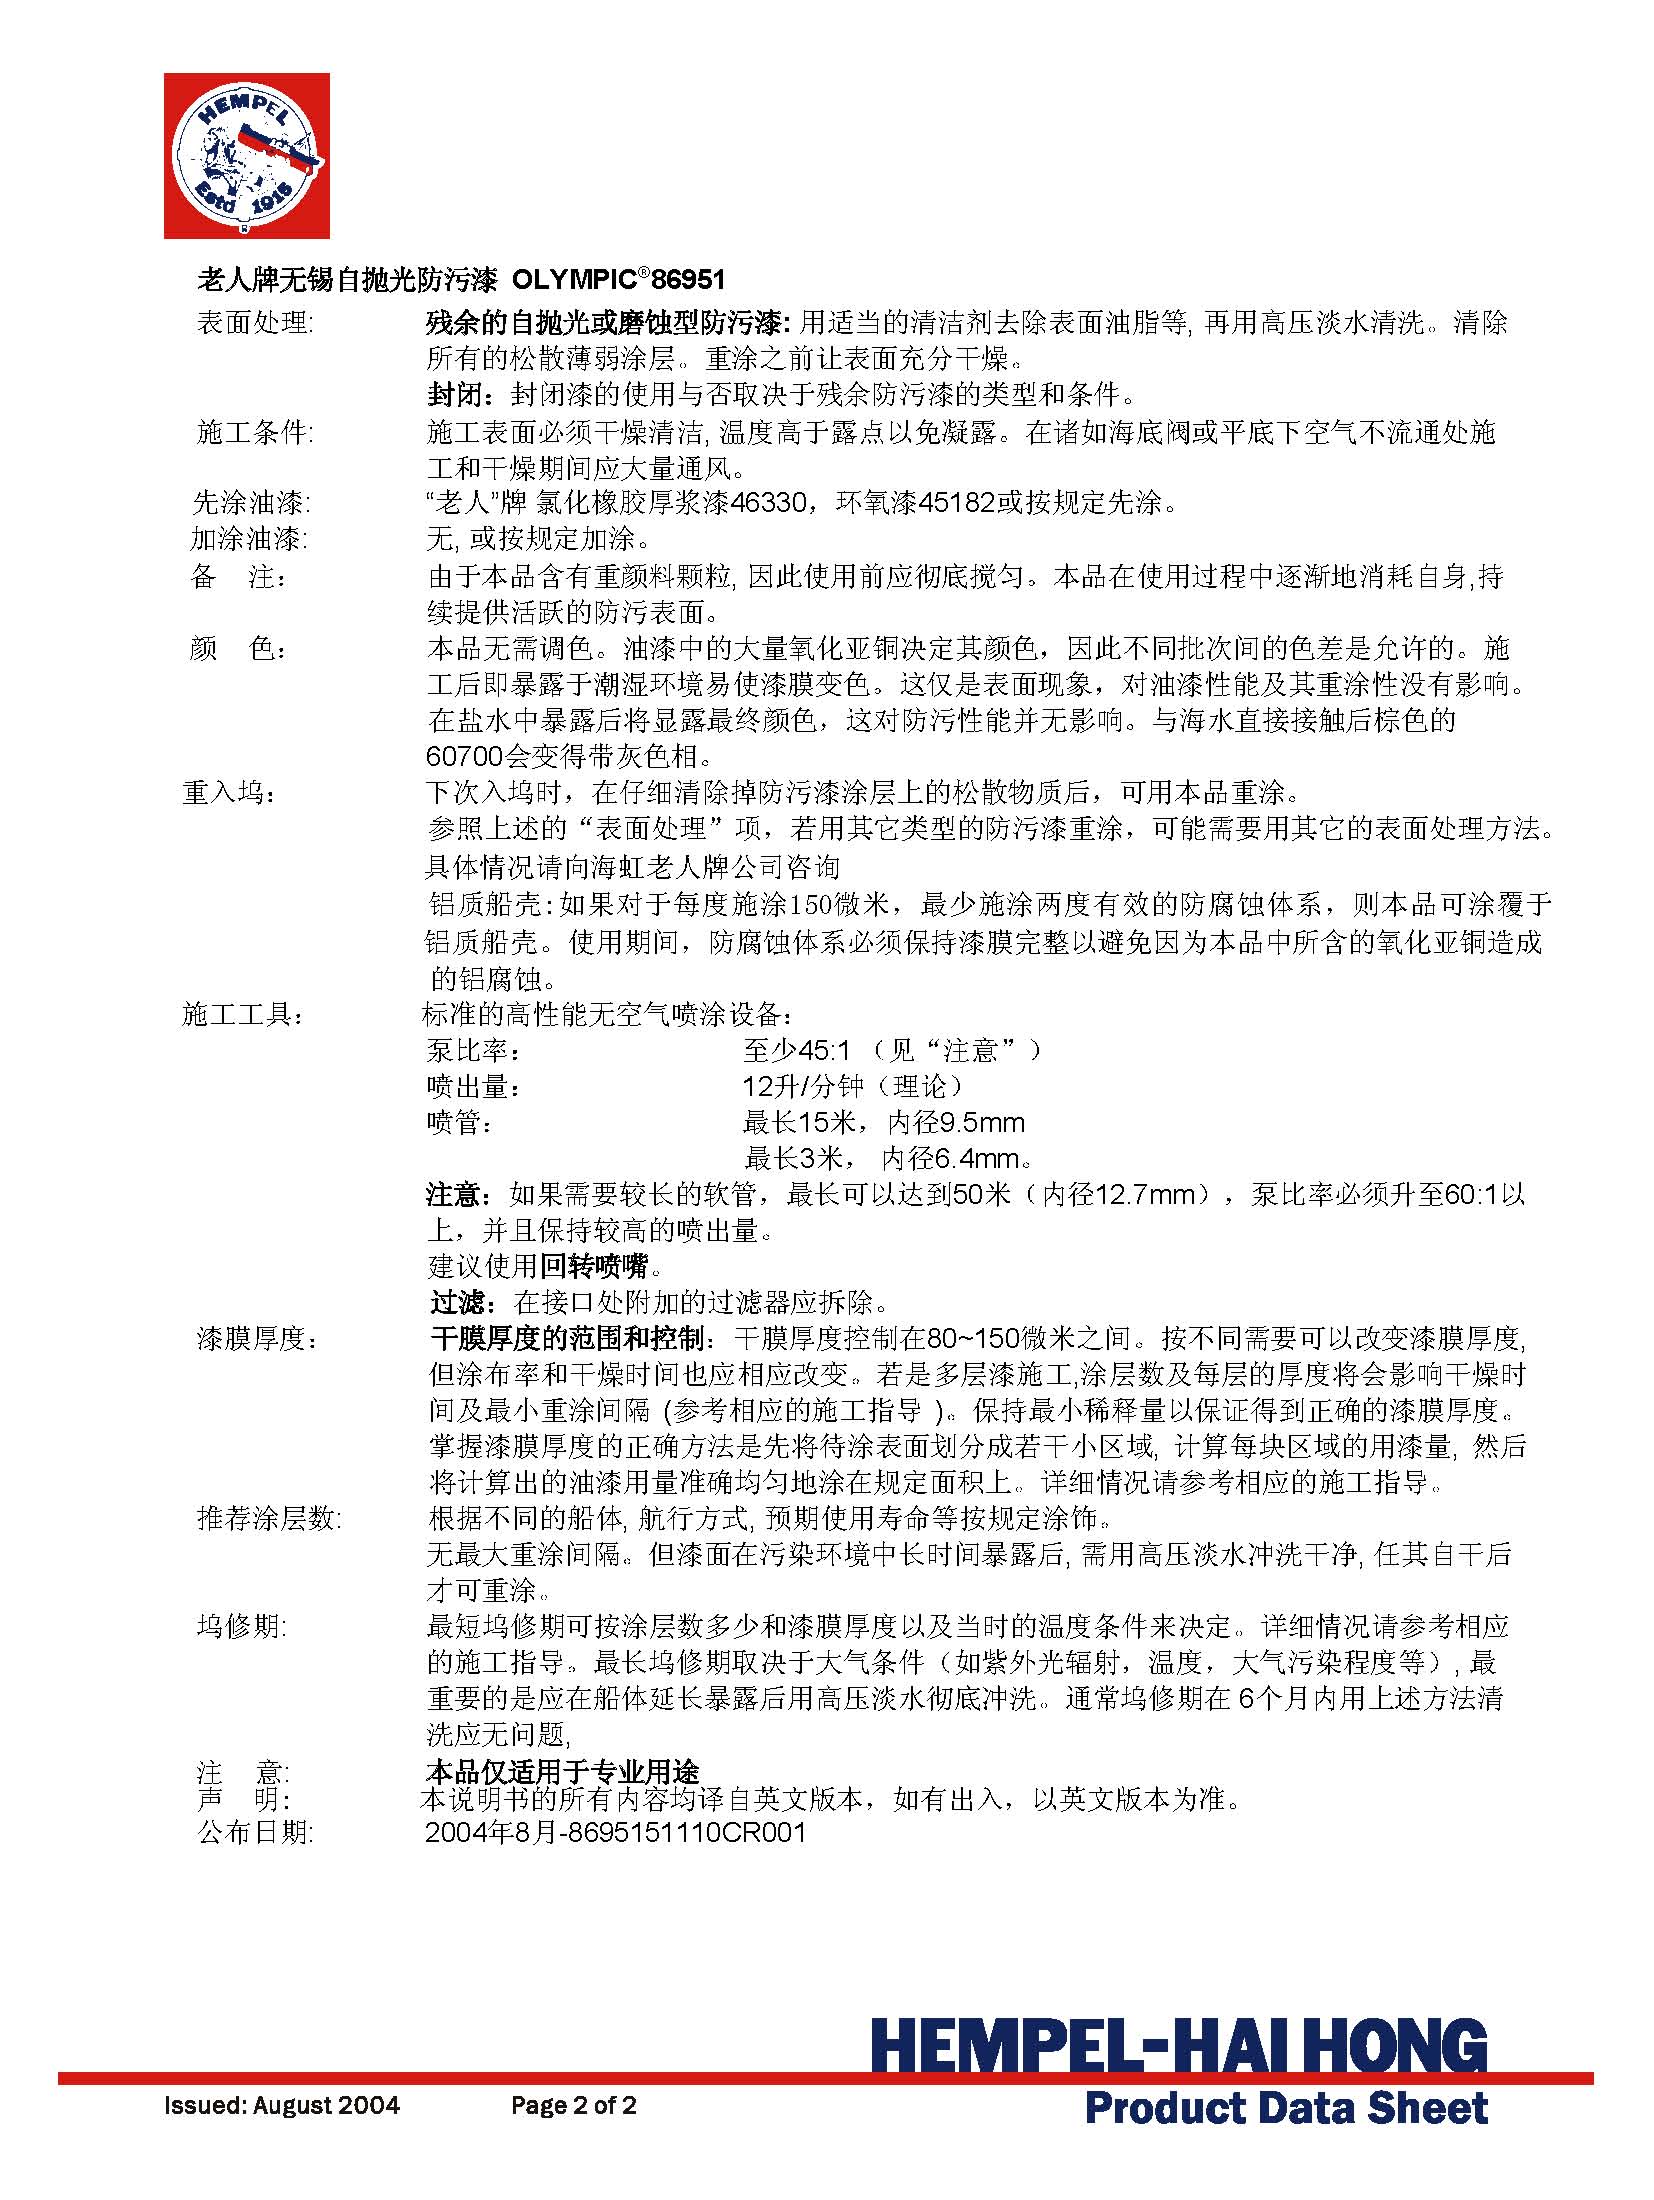 HEMPEL
Estd 1915
老人牌无锡自抛光防污漆 OLYMPIC®86951
表面处理: 残余的自抛光或磨蚀型防污漆: 用适当的清洁剂去除表面油脂等, 再用高压淡水清洗。清除
所有的松散薄弱涂层。重涂之前让表面充分干燥。
封闭：封闭漆的使用与否取决于残余防污漆的类型和条件。
施工条件: 施工表面必须干燥清洁, 温度高于露点以免凝露。在诸如海底阀或平底下空气不流通处施
工和干燥期间应大量通风。
先涂油漆: “老人”牌 氯化橡胶厚浆漆46330，环氧漆45182或按规定先涂。
加涂油漆: 无, 或按规定加涂。
备 注： 由于本品含有重颜料颗粒, 因此使用前应彻底搅匀。本品在使用过程中逐渐地消耗自身,持
续提供活跃的防污表面。
颜 色： 本品无需调色。油漆中的大量氧化亚铜决定其颜色，因此不同批次间的色差是允许的。施
工后即暴露于潮湿环境易使漆膜变色。这仅是表面现象，对油漆性能及其重涂性没有影响。
在盐水中暴露后将显露最终颜色，这对防污性能并无影响。与海水直接接触后棕色的
60700会变得带灰色相。
重入坞： 下次入坞时，在仔细清除掉防污漆涂层上的松散物质后，可用本品重涂。
参照上述的“表面处理”项，若用其它类型的防污漆重涂，可能需要用其它的表面处理方法。
具体情况请向海虹老人牌公司咨询
铝质船壳:如果对于每度施涂150微米，最少施涂两度有效的防腐蚀体系，则本品可涂覆于
铝质船壳。使用期间，防腐蚀体系必须保持漆膜完整以避免因为本品中所含的氧化亚铜造成
的铝腐蚀。
施工工具： 标准的高性能无空气喷涂设备：
泵比率： 至少45:1 （见“注意”）
喷出量： 12升/分钟（理论）
喷管： 最长15米，内径9.5mm
最长3米， 内径6.4mm。
注意：如果需要较长的软管，最长可以达到50米（内径12.7mm），泵比率必须升至60:1以
上，并且保持较高的喷出量。
建议使用回转喷嘴。
过滤：在接口处附加的过滤器应拆除。
漆膜厚度： 干膜厚度的范围和控制：干膜厚度控制在80~150微米之间。按不同需要可以改变漆膜厚度,
但涂布率和干燥时间也应相应改变。若是多层漆施工,涂层数及每层的厚度将会影响干燥时
间及最小重涂间隔 (参考相应的施工指导 )。保持最小稀释量以保证得到正确的漆膜厚度。
掌握漆膜厚度的正确方法是先将待涂表面划分成若干小区域, 计算每块区域的用漆量, 然后
将计算出的油漆用量准确均匀地涂在规定面积上。详细情况请参考相应的施工指导。
推荐涂层数: 根据不同的船体, 航行方式, 预期使用寿命等按规定涂饰。
无最大重涂间隔。但漆面在污染环境中长时间暴露后, 需用高压淡水冲洗干净, 任其自干后
才可重涂。
坞修期: 最短坞修期可按涂层数多少和漆膜厚度以及当时的温度条件来决定。详细情况请参考相应
的施工指导。最长坞修期取决于大气条件（如紫外光辐射，温度，大气污染程度等）, 最
重要的是应在船体延长暴露后用高压淡水彻底冲洗。通常坞修期在 6个月内用上述方法清
洗应无问题,
注 意: 本品仅适用于专业用途
声 明: 本说明书的所有内容均译自英文版本，如有出入，以英文版本为准。
公布日期: 2004年8月-8695151110CR001
HEMPEL-HAI HONG
Issued: August 2004 Page 2 of 2 Product Data Sheet